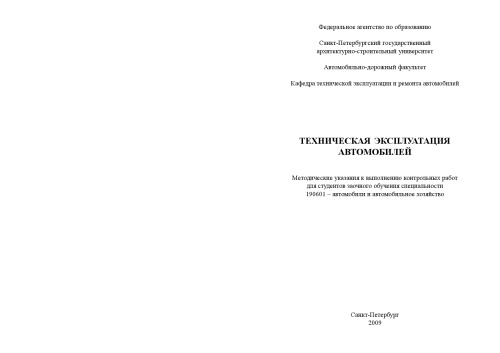 Федеральное агентство по образованию
Санкт-Петербургский государственный
архитектурно-строительный университет
Автомобильно-дорожный факультет
Кафедра технической эксплуатации и ремонта автомобилей
ТЕХНИЧЕСКАЯ ЭКСПЛУАТАЦИЯ
АВТОМОБИЛЕЙ
Методические указания к выполнению контрольных работ
для студентов заочного обучения специальности
190601 – автомобили и автомобильное хозяйство
Санкт-Петербург
2009